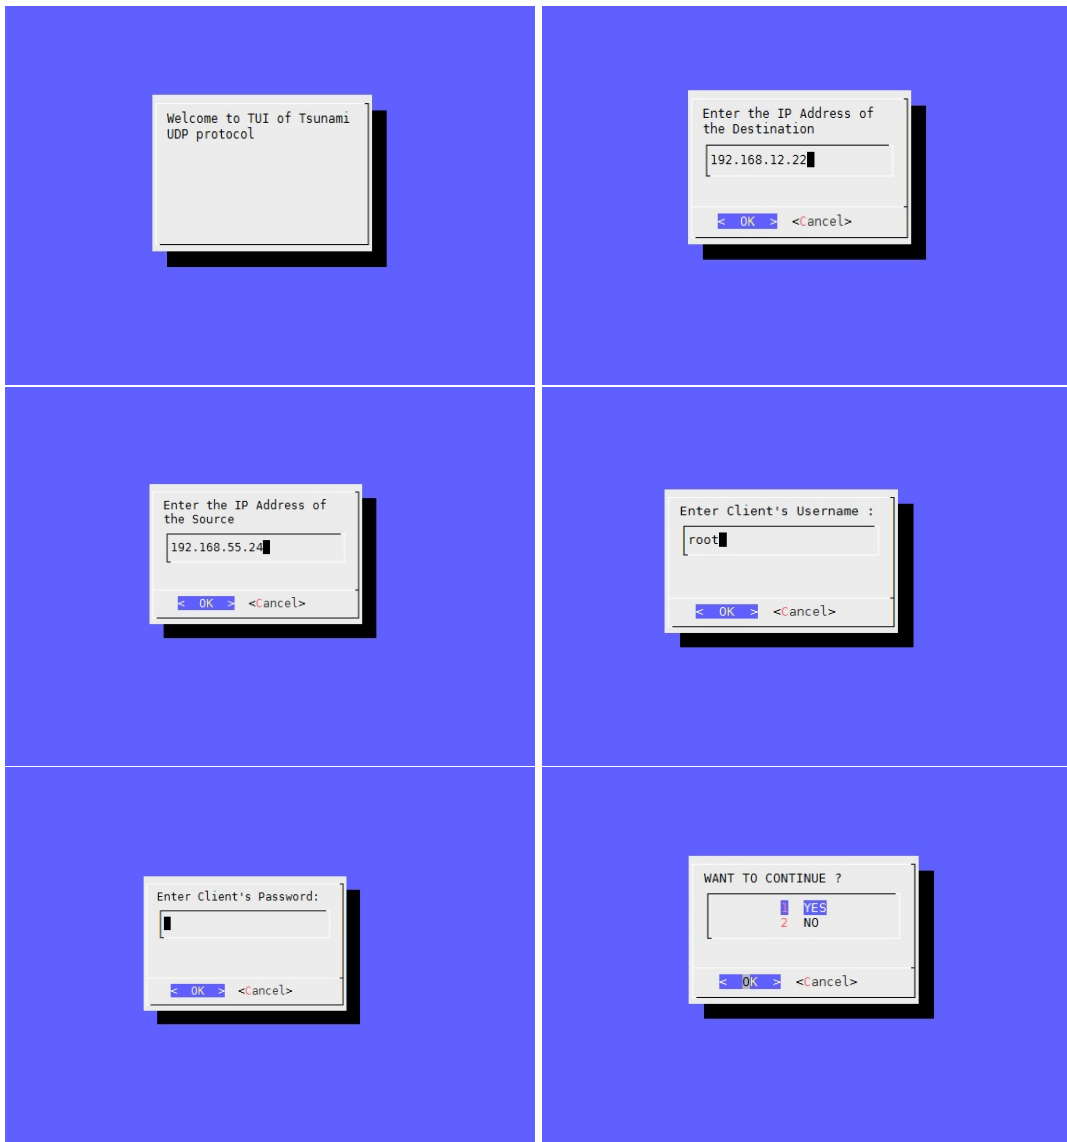 Welcome to TUI of Tsunami
UDP protocol
Enter the IP Address of
the Destination
192.168.12.22
< OK > <Cancel>
Enter the IP Address of
the Source
192.168.55.24
< OK > <Cancel>
Enter Client's Username :
root
< OK > <Cancel>
Enter Client's Password:
< OK > <Cancel>
WANT TO CONTINUE ?
1 YES
2 NO
< OK > <Cancel>